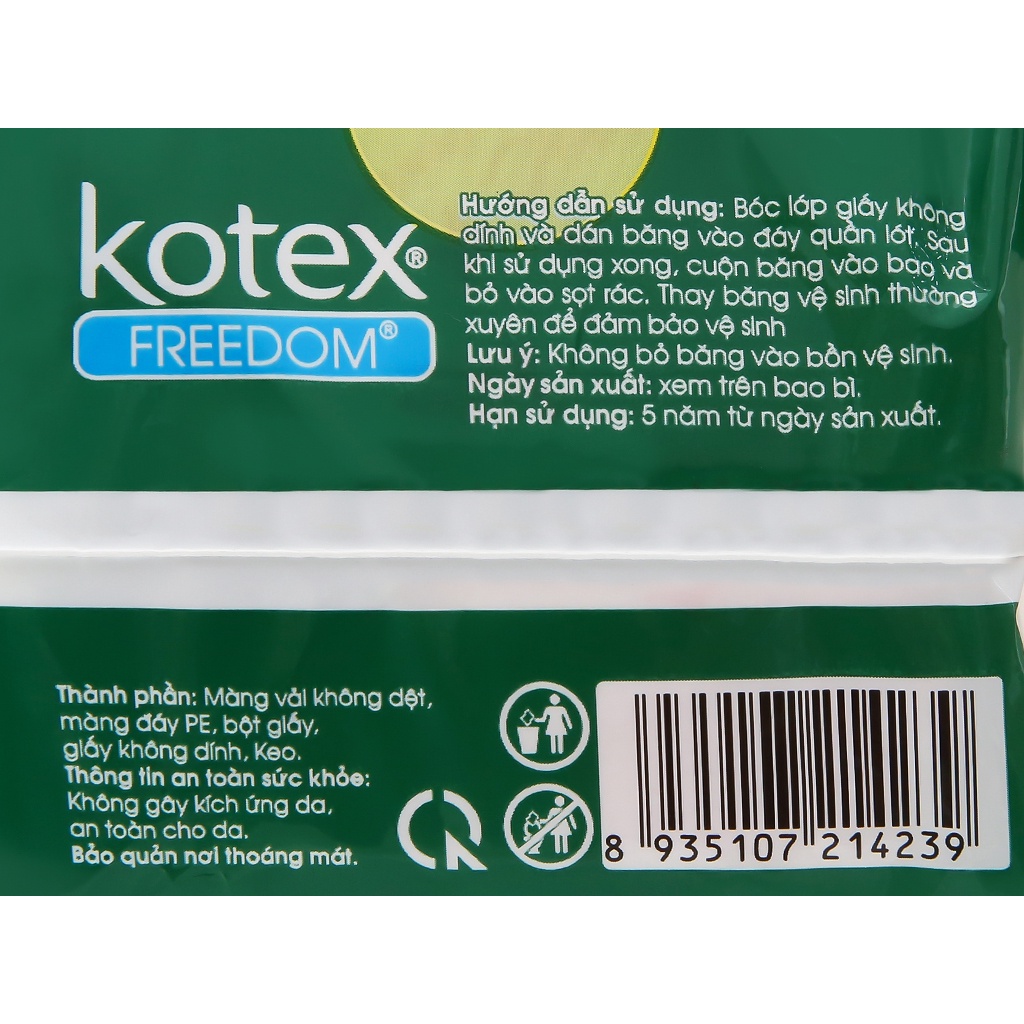 kotex®
FREEDOM®
Hướng dẫn sử dụng: Bóc lớp giấy không
dính và dán băng vào đáy quần lót. Sau
khi sử dụng xong, cuộn băng vào bao và
bỏ vào sọt rác. Thay băng vệ sinh thường
xuyên để đảm bảo vệ sinh
Lưu ý: Không bỏ băng vào bồn vệ sinh.
Ngày sản xuất: xem trên bao bì.
Hạn sử dụng: 5 năm từ ngày sản xuất.
Thành phần: Màng vải không dệt,
màng đáy PE, bột giấy,
giấy không dính, Keo.
Thông tin an toàn sức khỏe:
Không gây kích ứng da,
an toàn cho da.
Bảo quản nơi thoáng mát.
8 935107 214239